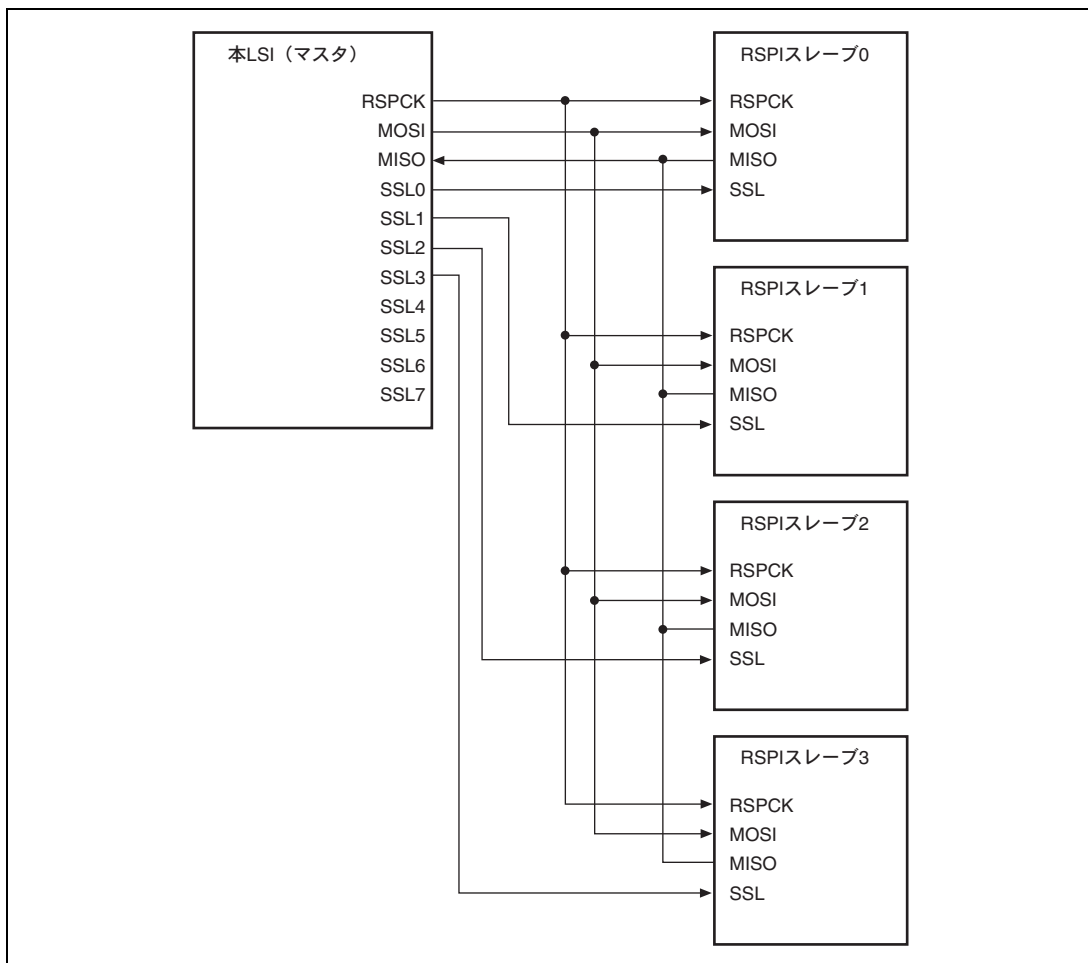 本LSI（マスタ）
RSPCK
MOSI
MISO
SSL0
SSL1
SSL2
SSL3
SSL4
SSL5
SSL6
SSL7
RSPIスレーブ0
RSPCK
MOSI
MISO
SSL
RSPIスレーブ1
RSPCK
MOSI
MISO
SSL
RSPIスレーブ2
RSPCK
MOSI
MISO
SSL
RSPIスレーブ3
RSPCK
MOSI
MISO
SSL